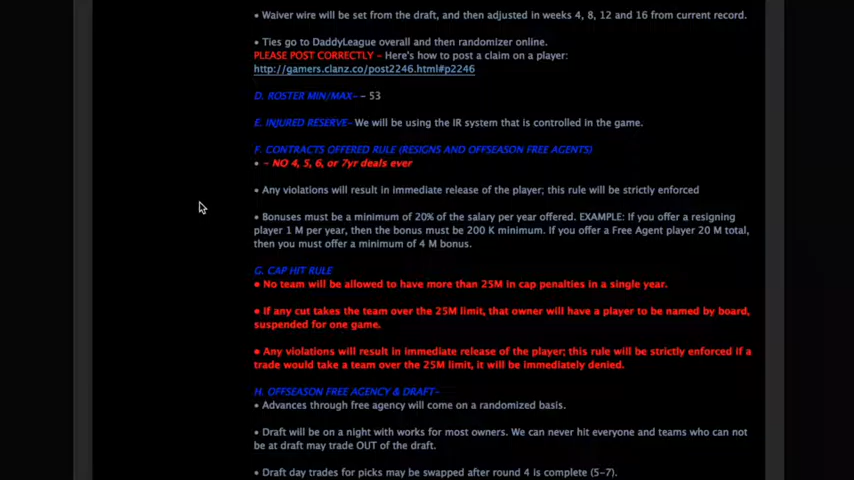 • Waiver wire will be set from the draft, and then adjusted in weeks 4, 8, 12 and 16 from current record.
• Ties go to DaddyLeague overall and then randomizer online.
PLEASE POST CORRECTLY - Here's how to post a claim on a player:
http://gamers.clanz.co/post2246.html#p2246
D. ROSTER MIN/MAX- - 53
E. INJURED RESERVE- We will be using the IR system that is controlled in the game.
F. CONTRACTS OFFERED RULE (RESIGNS AND OFFSEASON FREE AGENTS)
• - NO 4, 5, 6, or 7yr deals ever
• Any violations will result in immediate release of the player; this rule will be strictly enforced
• Bonuses must be a minimum of 20% of the salary per year offered. EXAMPLE: If you offer a resigning
player 1 M per year, then the bonus must be 200 K minimum. If you offer a Free Agent player 20 M total,
then you must offer a minimum of 4 M bonus.
G. CAP HIT RULE
• No team will be allowed to have more than 25M in cap penalties in a single year.
• If any cut takes the team over the 25M limit, that owner will have a player to be named by board,
suspended for one game.
• Any violations will result in immediate release of the player; this rule will be strictly enforced if a
trade would take a team over the 25M limit, it will be immediately denied.
H. OFFSEASON FREE AGENCY & DRAFT-
• Advances through free agency will come on a randomized basis.
• Draft will be on a night with works for most owners. We can never hit everyone and teams who can not
be at draft may trade OUT of the draft.
• Draft day trades for picks may be swapped after round 4 is complete (5-7).